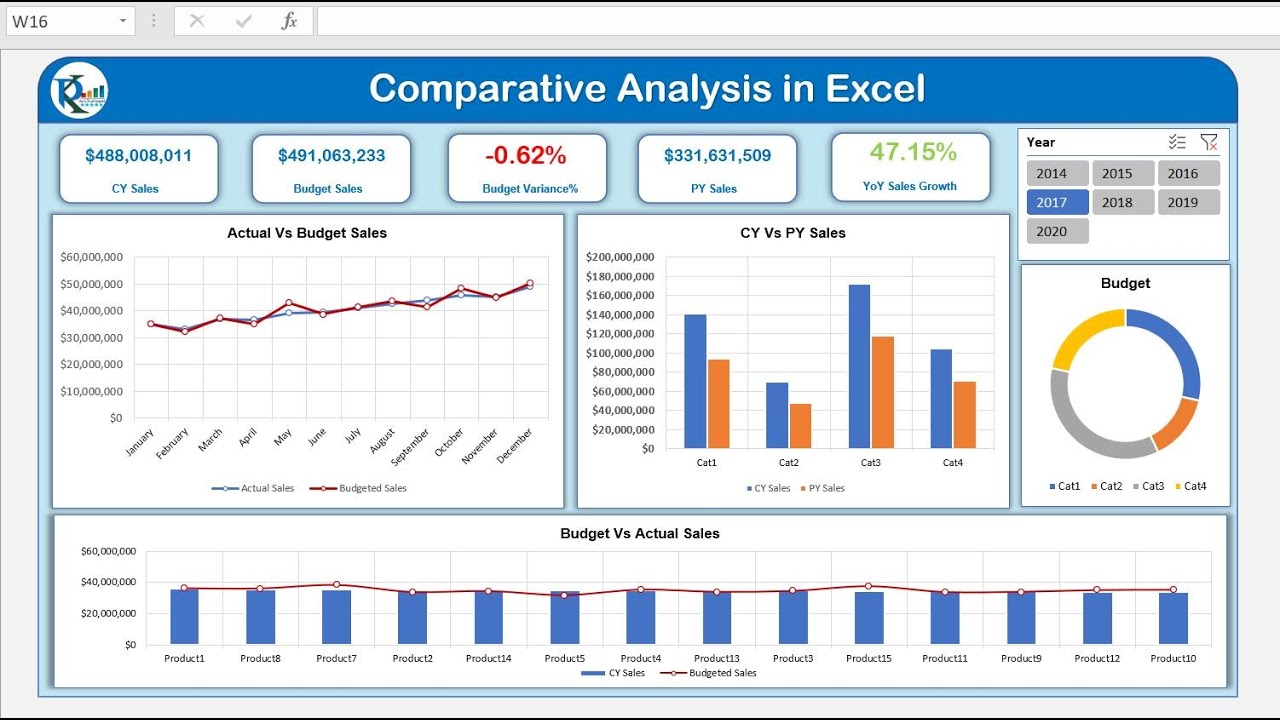 W16
fx
Comparative Analysis in Excel
$488,008,011
CY Sales
$491,063,233
Budget Sales
-0.62%
Budget Variance%
$331,631,509
PY Sales
47.15%
YoY Sales Growth
Year
2014 2015 2016
2017 2018 2019
2020
Actual Vs Budget Sales
$60,000,000
$50,000,000
$40,000,000
$30,000,000
$20,000,000
$10,000,000
$0
January February March April May June July August September October November December
Actual Sales Budgeted Sales
CY Vs PY Sales
$200,000,000
$180,000,000
$160,000,000
$140,000,000
$120,000,000
$100,000,000
$80,000,000
$60,000,000
$40,000,000
$20,000,000
$0
Cat1 Cat2 Cat3 Cat4
CY Sales PY Sales
Budget
Cat1 Cat2 Cat3 Cat4
Budget Vs Actual Sales
$60,000,000
$40,000,000
$20,000,000
$0
Product1 Product8 Product7 Product2 Product14 Product5 Product4 Product13 Product3 Product15 Product11 Product9 Product12 Product10
CY Sales Budgeted Sales